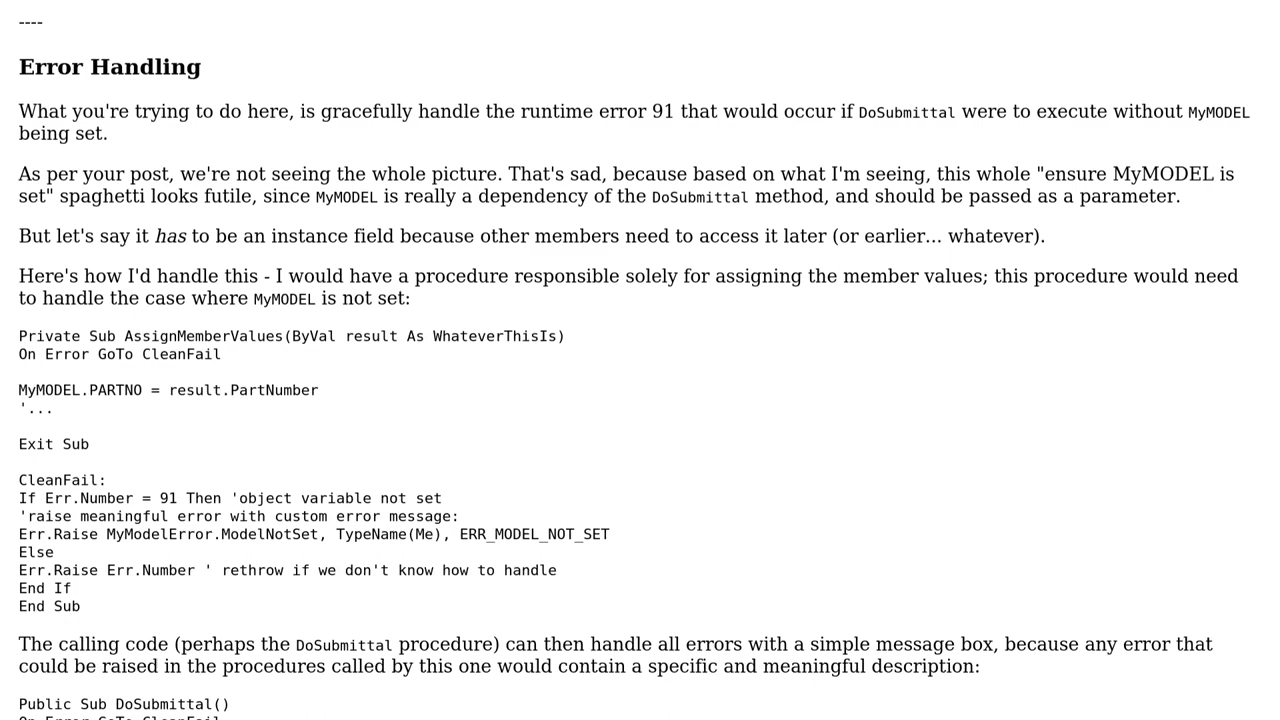 ----
Error Handling
What you're trying to do here, is gracefully handle the runtime error 91 that would occur if DoSubmittal were to execute without MyMODEL
being set.
As per your post, we're not seeing the whole picture. That's sad, because based on what I'm seeing, this whole "ensure MyMODEL is
set" spaghetti looks futile, since MyMODEL is really a dependency of the DoSubmittal method, and should be passed as a parameter.
But let's say it has to be an instance field because other members need to access it later (or earlier... whatever).
Here's how I'd handle this - I would have a procedure responsible solely for assigning the member values; this procedure would need
to handle the case where MyMODEL is not set:
Private Sub AssignMemberValues(ByVal result As WhateverThisIs)
On Error GoTo CleanFail
MyMODEL.PARTNO = result.PartNumber
'...
Exit Sub
CleanFail:
If Err.Number = 91 Then 'object variable not set
'raise meaningful error with custom error message:
Err.Raise MyModelError.ModelNotSet, TypeName(Me), ERR_MODEL_NOT_SET
Else
Err.Raise Err.Number ' rethrow if we don't know how to handle
End If
End Sub
The calling code (perhaps the DoSubmittal procedure) can then handle all errors with a simple message box, because any error that
could be raised in the procedures called by this one would contain a specific and meaningful description:
Public Sub DoSubmittal()
On Error GoTo CleanFail